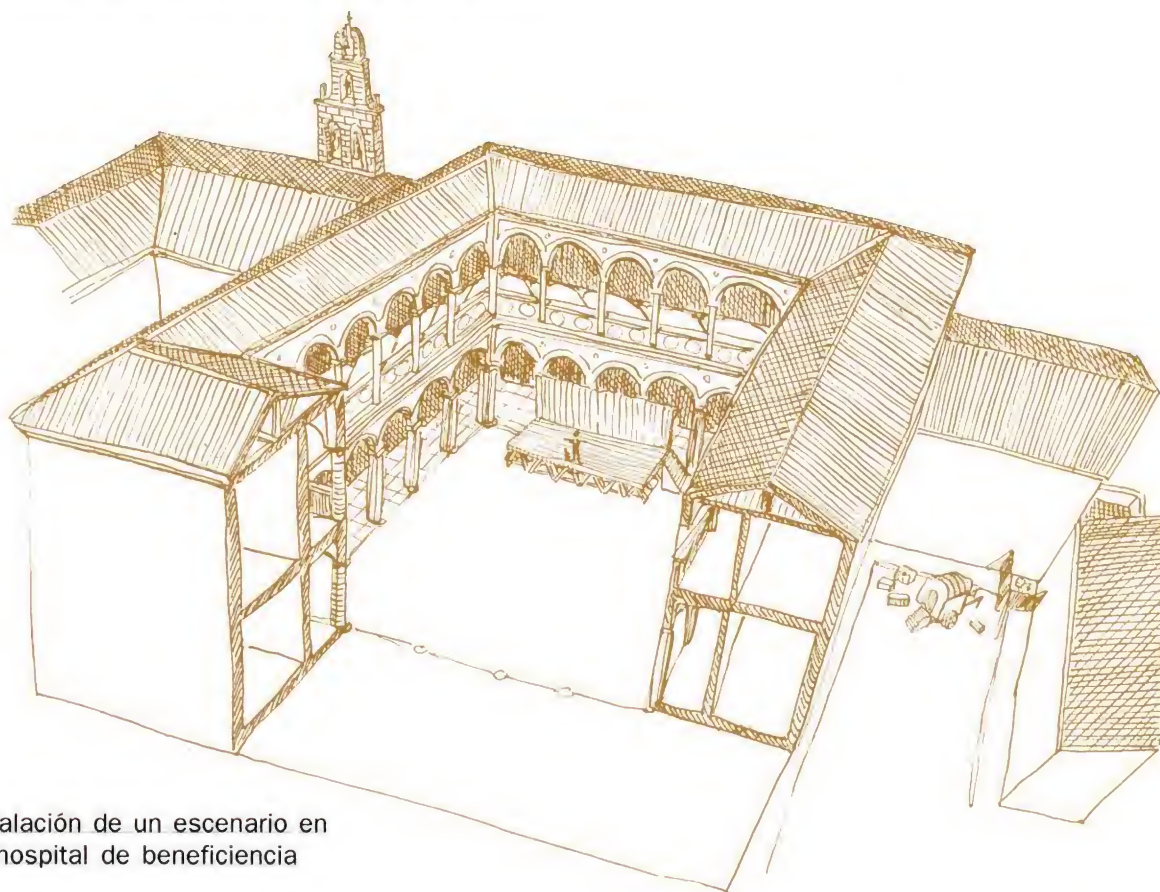 alación de un escenario en
hospital de beneficiencia